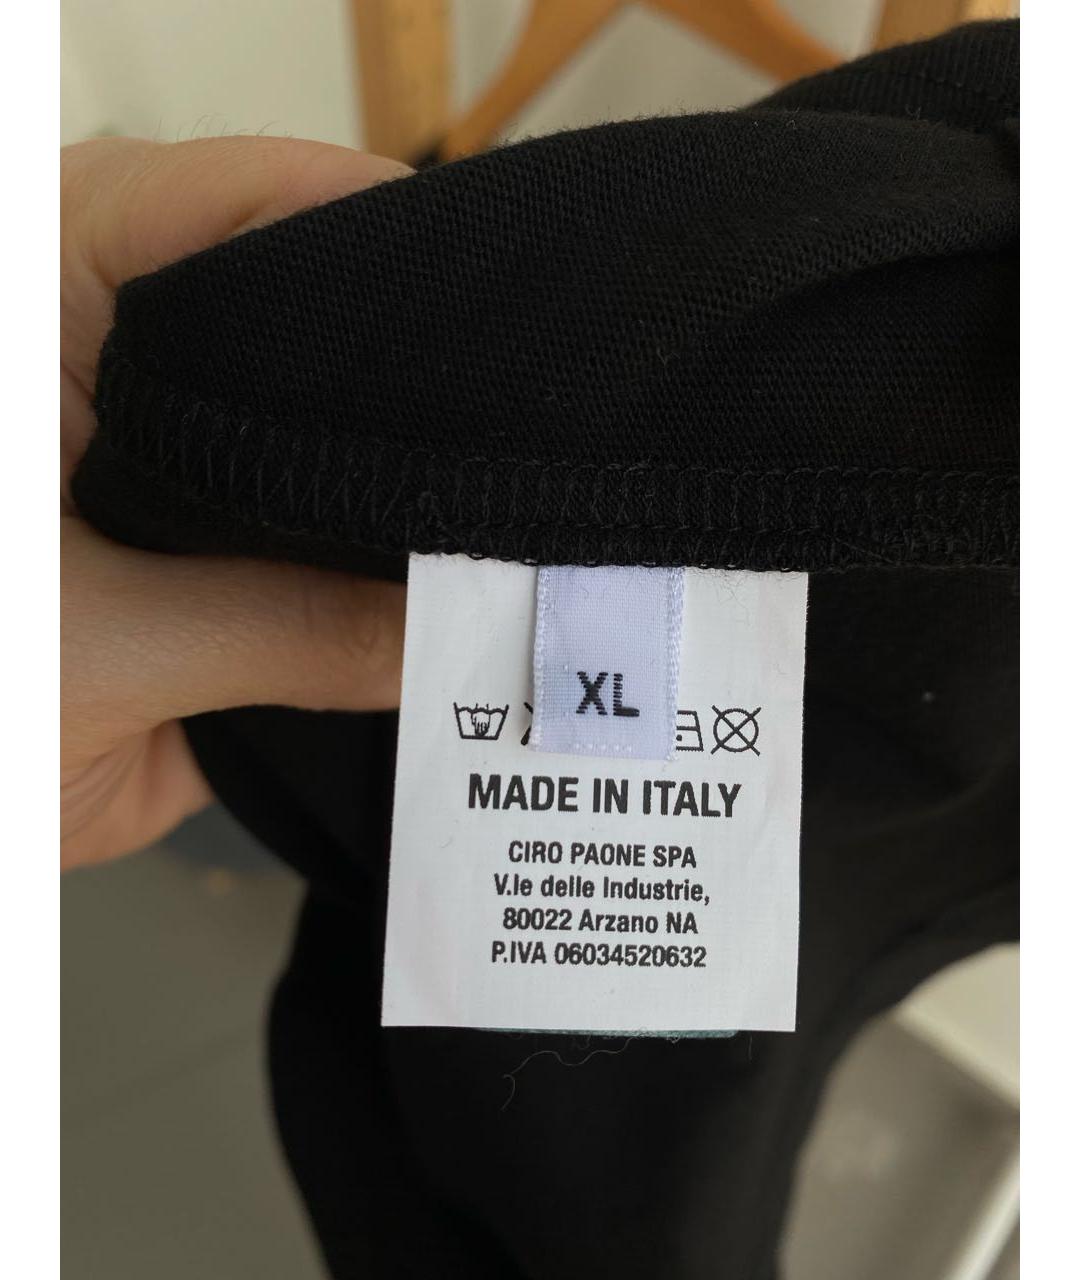 XL
MADE IN ITALY
CIRO PAONE SPA
V.le delle Industrie,
80022 Arzano NA
P.IVA 06034520632